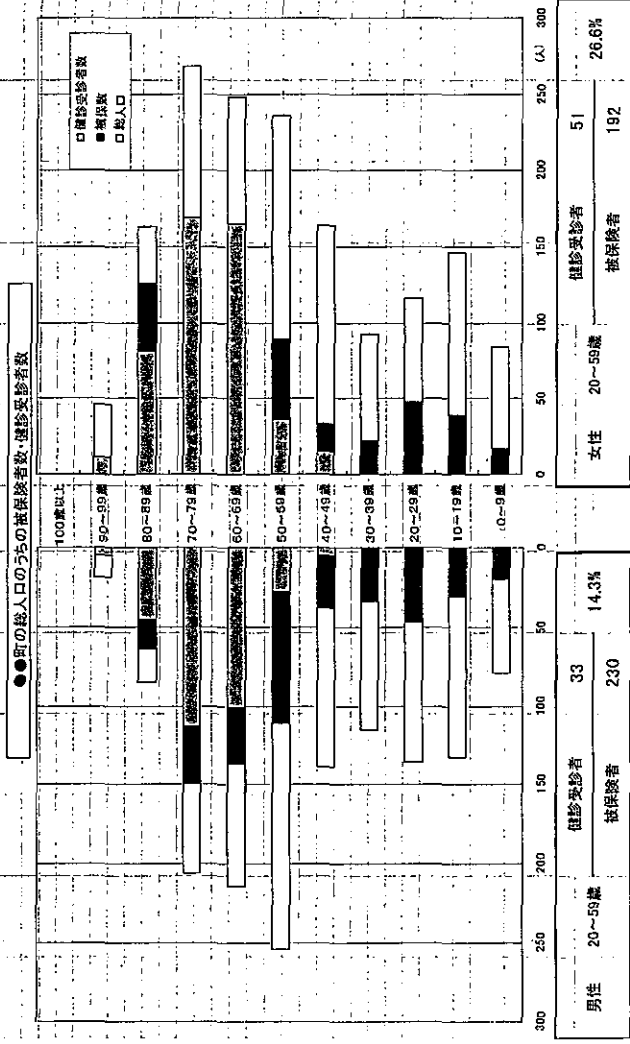 ●●町の総人口のうちの被保険者数・健診受診者数
□健診受診者数
■被保数
□総人口
100歳以上
90~99歳
80~89歳
70~79歳
60~69歳
50~59歳
40~49歳
30~39歳
20~29歳
10~19歳
0~9歳
300 250 200 150 100 50 0 0 50 100 150 200 250 300
(人)
男性 20~59歳 健診受診者 33 14.3% 女性 20~59歳 健診受診者 51 26.6%
被保険者 230 被保険者 192